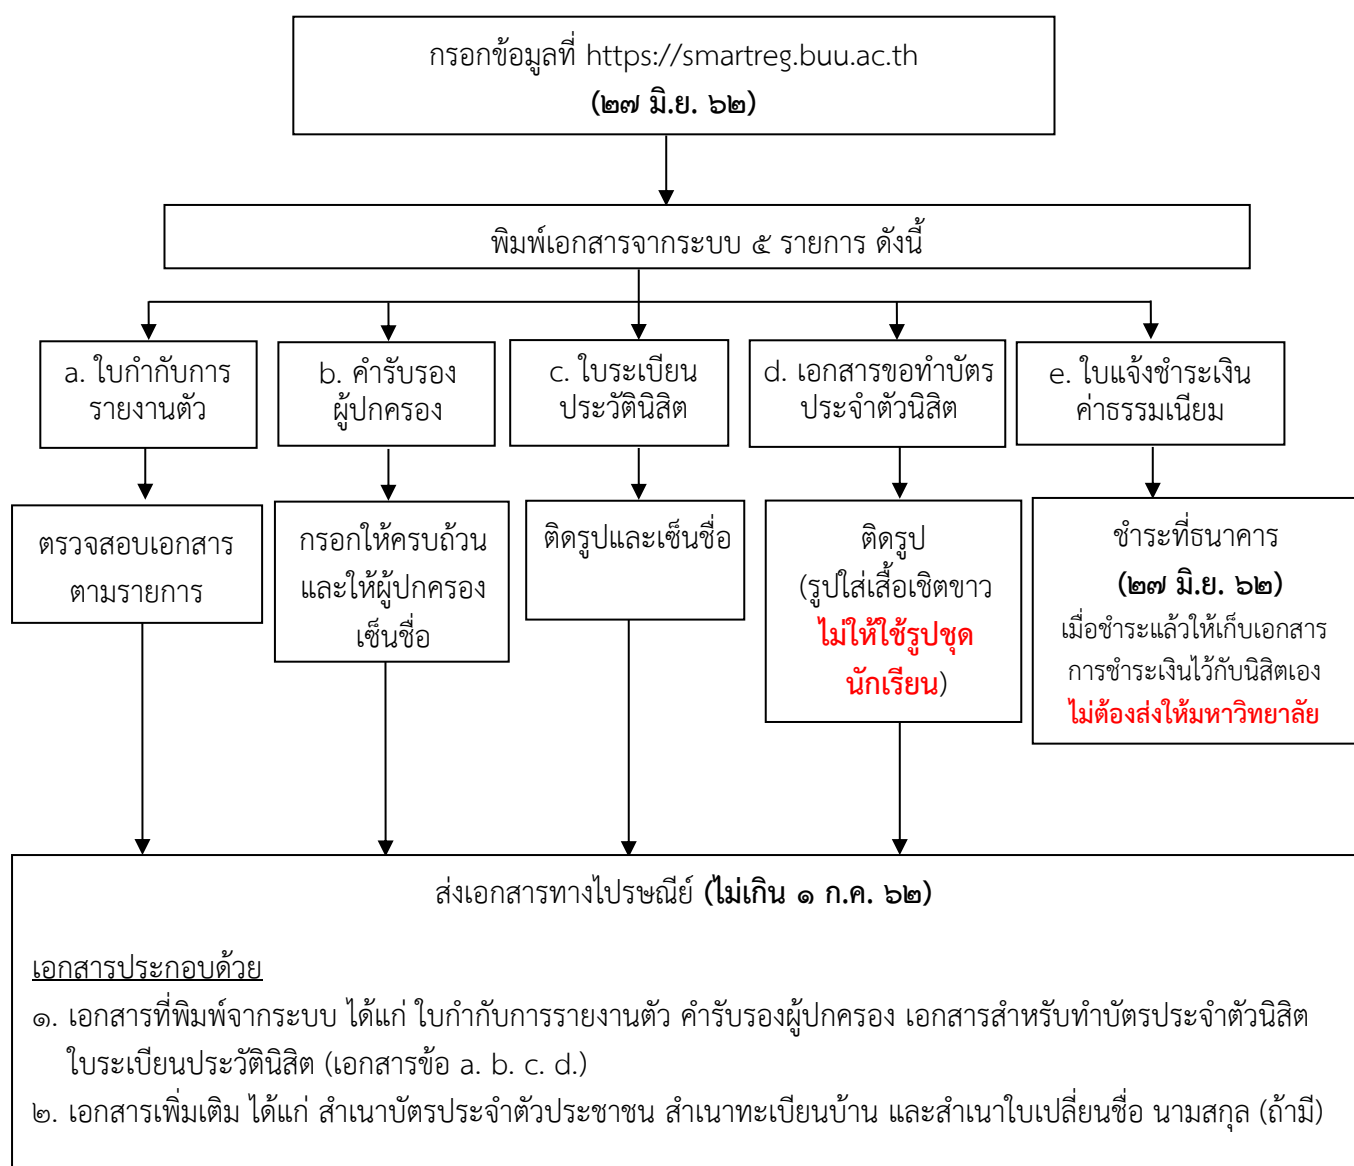 กรอกข้อมูลที่ https://smartreg.buu.ac.th
(๒๗ มิ.ย. ๖๒)
พิมพ์เอกสารจากระบบ ๕ รายการ ดังนี้
a. ใบกำกับการ
รายงานตัว
b. คำรับรอง
ผู้ปกครอง
c. ใบระเบียน
ประวัตินิสิต
d. เอกสารขอทำบัตร
ประจำตัวนิสิต
e. ใบแจ้งชำระเงิน
ค่าธรรมเนียม
ตรวจสอบเอกสาร
ตามรายการ
กรอกให้ครบถ้วน
และให้ผู้ปกครอง
เซ็นชื่อ
ติดรูปและเซ็นชื่อ
ติดรูป
(รูปใส่เสื้อเชิตขาว
ไม่ให้ใช้รูปชุด
นักเรียน)
ชำระที่ธนาคาร
(๒๗ มิ.ย. ๖๒)
เมื่อชำระแล้วให้เก็บเอกสาร
การชำระเงินไว้กับนิสิตเอง
ไม่ต้องส่งให้มหาวิทยาลัย
ส่งเอกสารทางไปรษณีย์ (ไม่เกิน ๑ ก.ค. ๖๒)
เอกสารประกอบด้วย
๑. เอกสารที่พิมพ์จากระบบ ได้แก่ ใบกำกับการรายงานตัว คำรับรองผู้ปกครอง เอกสารสำหรับทำบัตรประจำตัวนิสิต
ใบระเบียนประวัตินิสิต (เอกสารข้อ a. b. c. d.)
๒. เอกสารเพิ่มเติม ได้แก่ สำเนาบัตรประจำตัวประชาชน สำเนาทะเบียนบ้าน และสำเนาใบเปลี่ยนชื่อ นามสกุล (ถ้ามี)